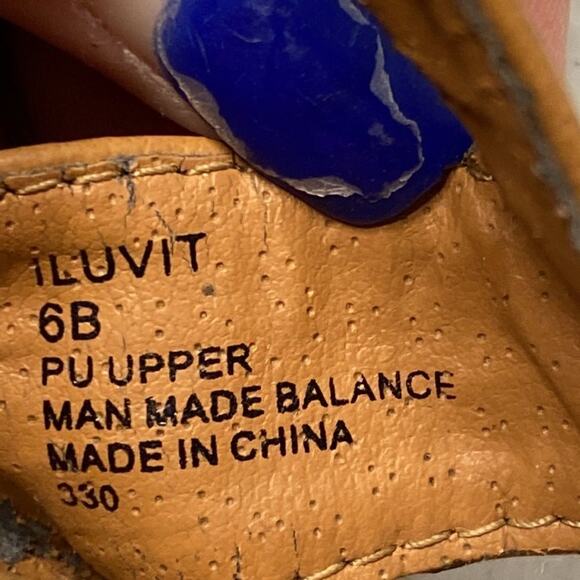 ILUVIT
6B
PU UPPER
MAN MADE BALANCE
MADE IN CHINA
330